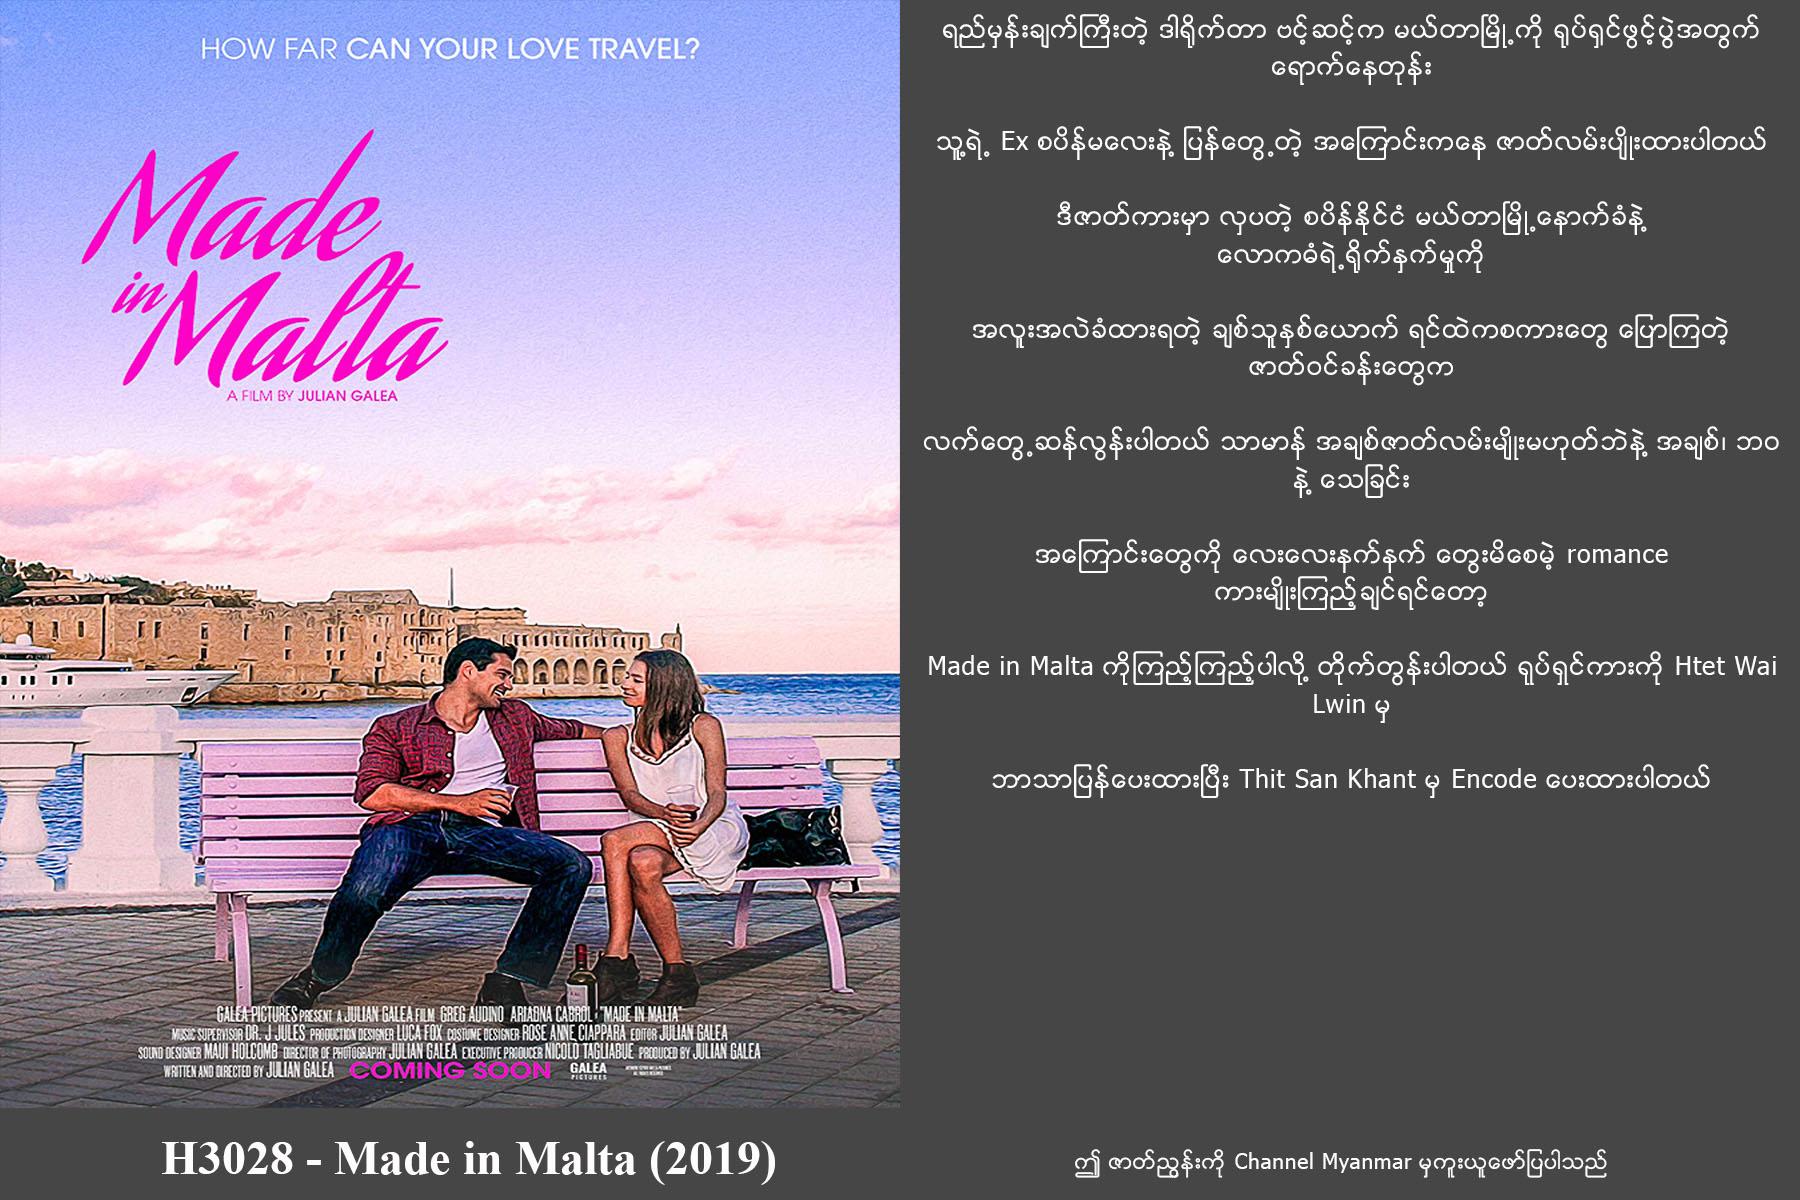 HOW FAR CAN YOUR LOVE TRAVEL?
Made
in Malta
A FILM BY JULIAN GALEA
GALEA PICTURES PRESENT A JULIAN GALEA FILM GREG AUDINO ARIADNA CABROL "MADE IN MALTA"
MUSIC SUPERVISOR DR. J JULES PRODUCTION DESIGNER LUCA FOX COSTUME DESIGNER ROSE ANNE CIAPPARA EDITOR JULIAN GALEA
SOUND DESIGNER MAUI HOLCOMB DIRECTOR OF PHOTOGRAPHY JULIAN GALEA EXECUTIVE PRODUCER NICOLO TAGLIABUE PRODUCED BY JULIAN GALEA
WRITTEN AND DIRECTED BY JULIAN GALEA COMING SOON GALEA PICTURES
H3028 - Made in Malta (2019)
ရည်မှန်းချက်ကြီးတဲ့ ဒါရိုက်တာ ဗင့်ဆင့်က မယ်တာမြို့ကို ရုပ်ရှင်ဖွင့်ပွဲအတွက်
ရောက်နေတုန်း
သူ့ရဲ့ Ex စပိန်မလေးနဲ့ ပြန်တွေ့တဲ့ အကြောင်းကနေ ဇာတ်လမ်းပျိုးထားပါတယ်
ဒီဇာတ်ကားမှာ လှပတဲ့ စပိန်နိုင်ငံ မယ်တာမြို့နောက်ခံနဲ့
လောကဓံရဲ့ရိုက်နှက်မှုကို
အလူးအလဲခံထားရတဲ့ ချစ်သူနှစ်ယောက် ရင်ထဲကစကားတွေ ပြောကြတဲ့
ဇာတ်ဝင်ခန်းတွေက
လက်တွေ့ဆန်လွန်းပါတယ် သာမာန် အချစ်ဇာတ်လမ်းမျိုးမဟုတ်ဘဲနဲ့ အချစ်၊ ဘဝ
နဲ့ သေခြင်း
အကြောင်းတွေကို လေးလေးနက်နက် တွေးမိစေမဲ့ romance
ကားမျိုးကြည့်ချင်ရင်တော့
Made in Malta ကိုကြည့်ကြည့်ပါလို့ တိုက်တွန်းပါတယ် ရုပ်ရှင်ကားကို Htet Wai
Lwin မှ
ဘာသာပြန်ပေးထားပြီး Thit San Khant မှ Encode ပေးထားပါတယ်
ဤ ဇာတ်ညွှန်းကို Channel Myanmar မှကူးယူဖော်ပြပါသည်